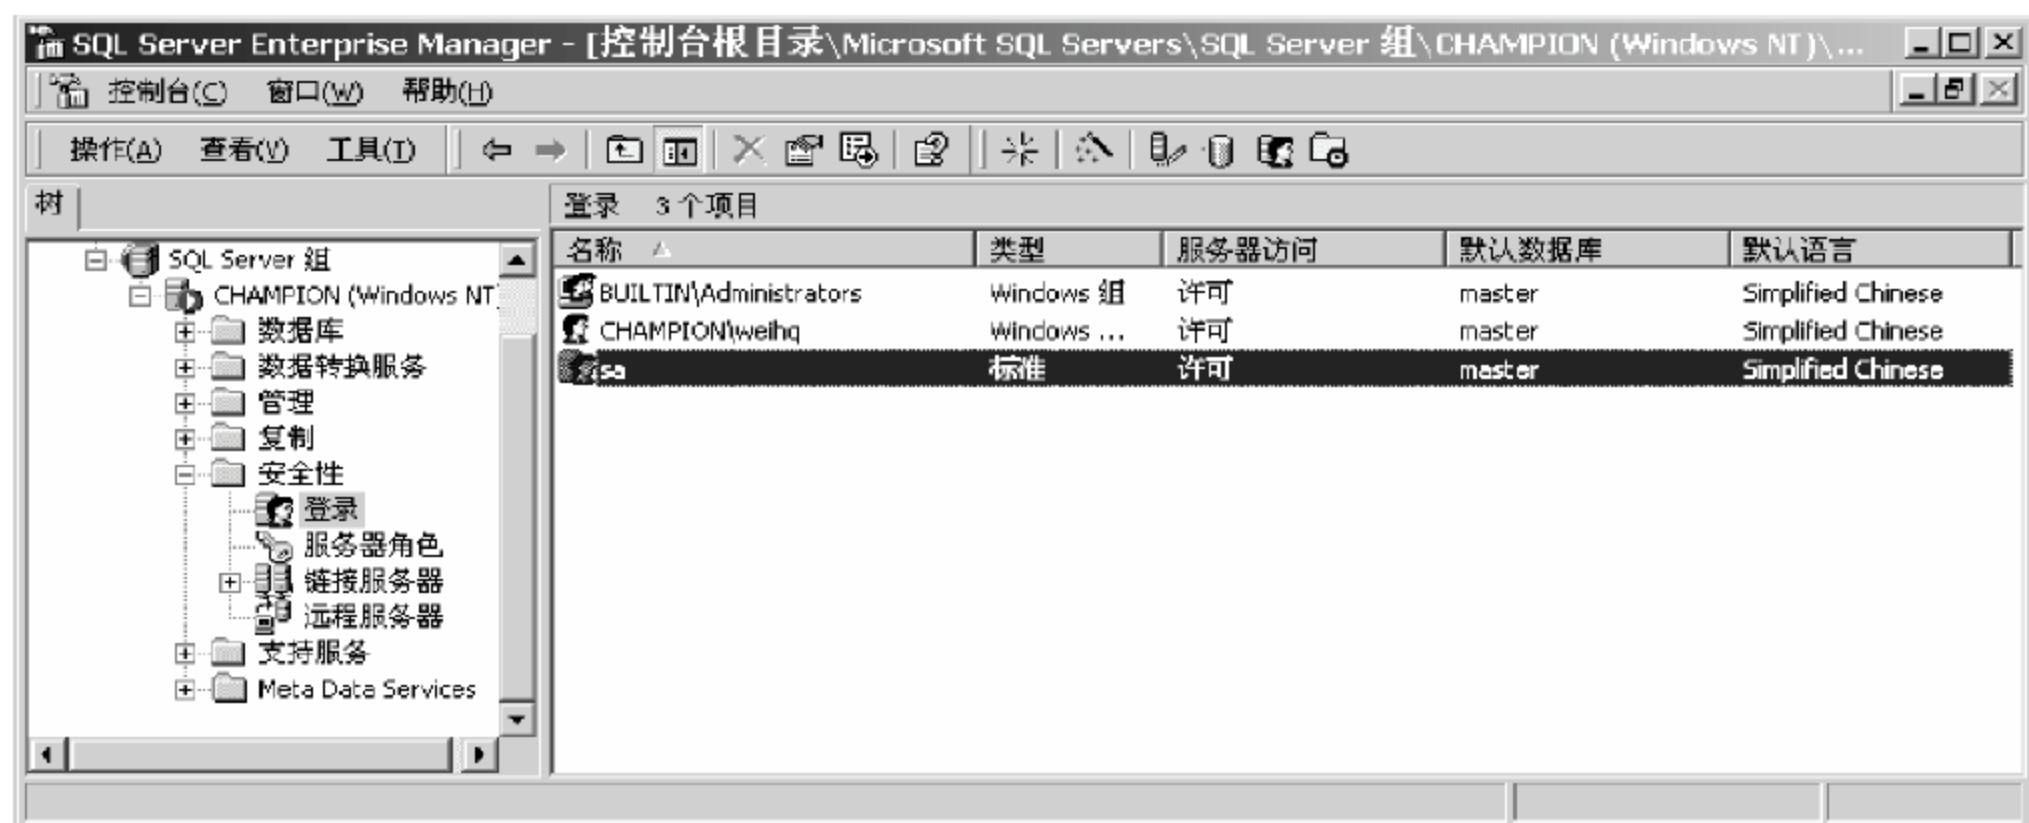 SQL Server Enterprise Manager - [控制台根目录\Microsoft SQL Servers\SQL Server 组\CHAMPION (Windows NT)\...
控制台(C) 窗口(W) 帮助(H)
操作(A) 查看(V) 工具(T)
树
登录 3 个项目
SQL Server 组
CHAMPION (Windows NT)
数据库
数据转换服务
管理
复制
安全性
登录
服务器角色
链接服务器
远程服务器
支持服务
Meta Data Services
名称 类型 服务器访问 默认数据库 默认语言
BUILTIN\Administrators Windows 组 许可 master Simplified Chinese
CHAMPION\weihq Windows ... 许可 master Simplified Chinese
sa 标准 许可 master Simplified Chinese